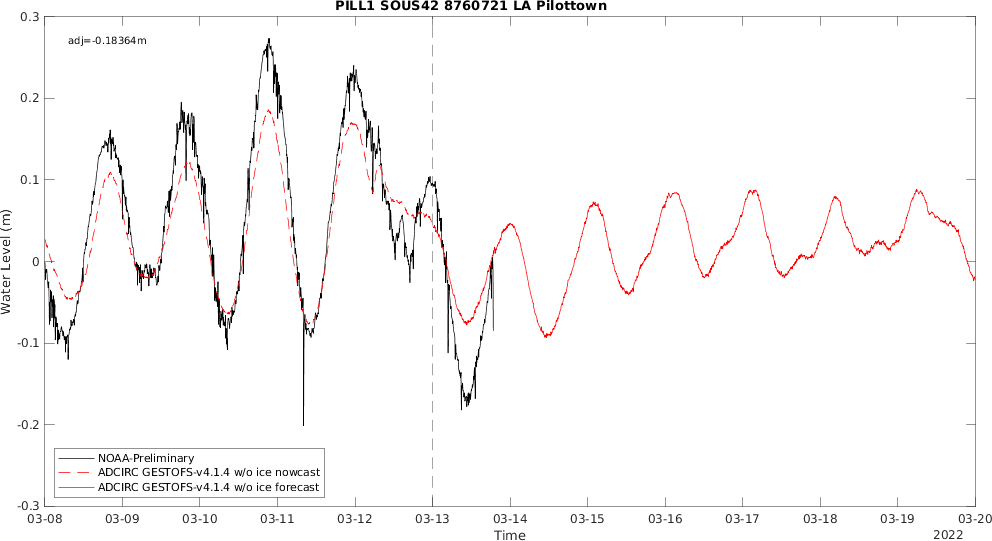 PILL1 SOUS42 8760721 LA Pilottown
adj=-0.18364m
0.3
0.2
0.1
0
-0.1
-0.2
-0.3
Water Level (m)
NOAA-Preliminary
ADCIRC GESTOFS-v4.1.4 w/o ice nowcast
ADCIRC GESTOFS-v4.1.4 w/o ice forecast
03-08 03-09 03-10 03-11 03-12 03-13 03-14 03-15 03-16 03-17 03-18 03-19 03-20
Time
2022